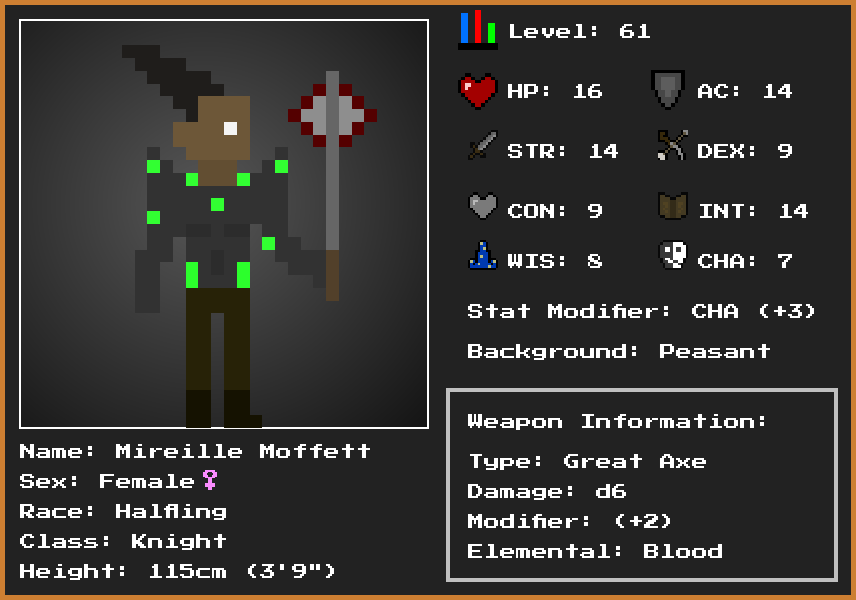 Level: 61
HP: 16
AC: 14
STR: 14
DEX: 9
CON: 9
INT: 14
WIS: 8
CHA: 7
Stat Modifier: CHA (+3)
Background: Peasant
Name: Mireille Moffett
Sex: Female♀
Race: Halfling
Class: Knight
Height: 115cm (3'9")
Weapon Information:
Type: Great Axe
Damage: d6
Modifier: (+2)
Elemental: Blood